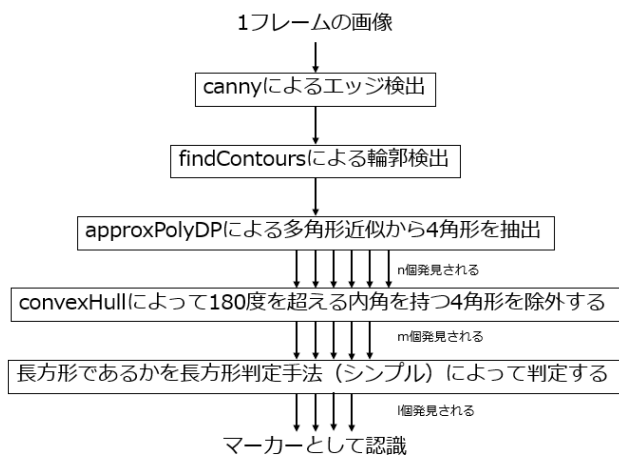 1フレームの画像
cannyによるエッジ検出
findContoursによる輪郭検出
approxPolyDPによる多角形近似から4角形を抽出
n個発見される
convexHullによって180度を超える内角を持つ4角形を除外する
m個発見される
長方形であるかを長方形判定手法（シンプル）によって判定する
l個発見される
マーカーとして認識